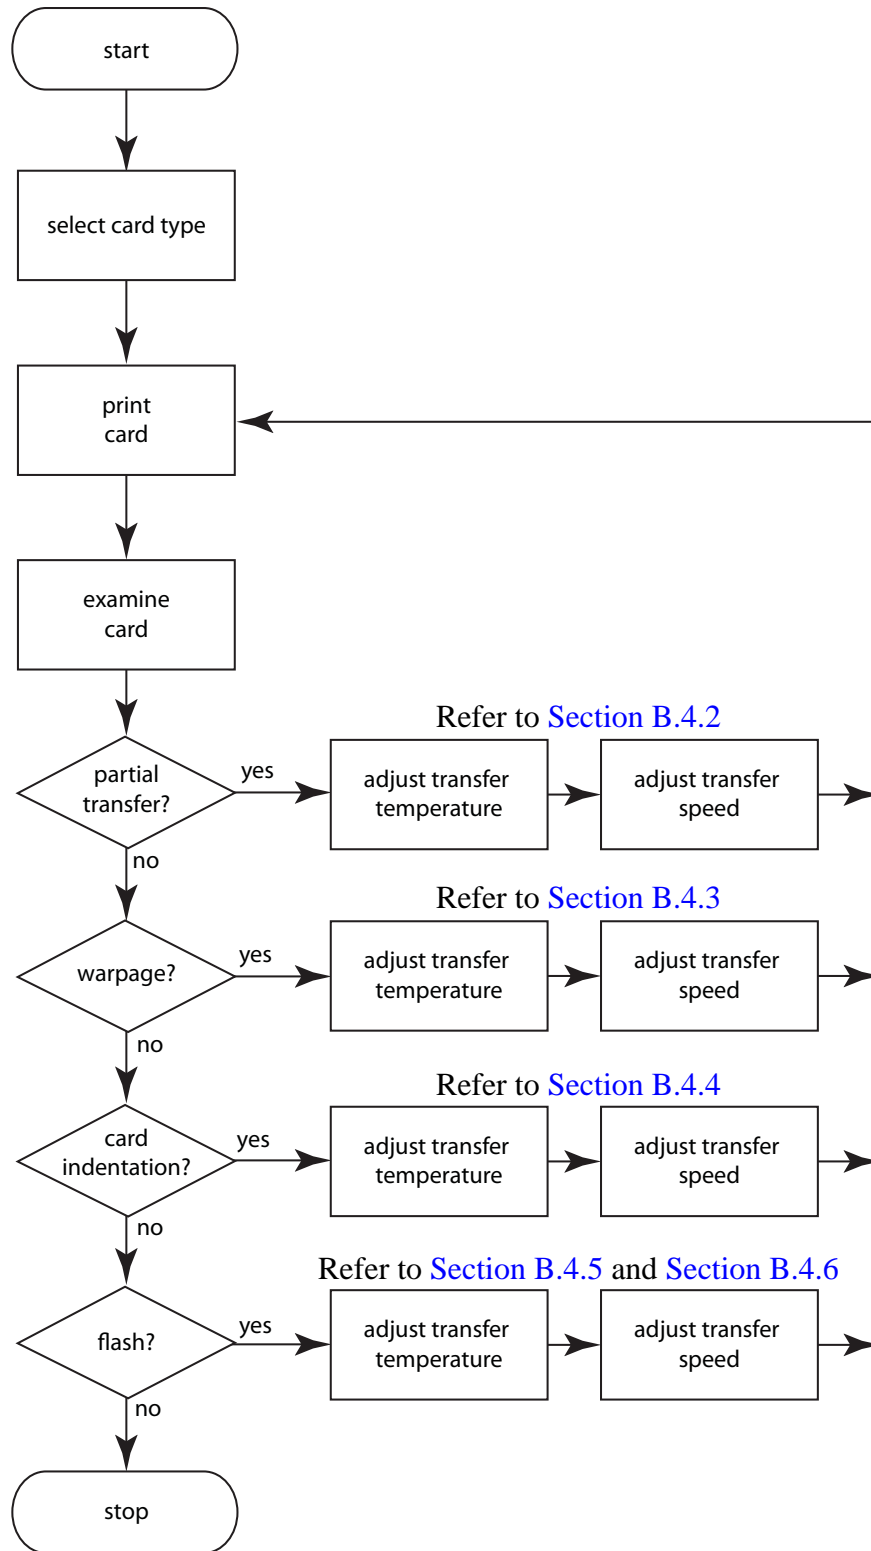 start
select card type
print
card
examine
card
Refer to Section B.4.2
partial
transfer?
yes
adjust transfer
temperature
adjust transfer
speed
no
Refer to Section B.4.3
warpage?
yes
adjust transfer
temperature
adjust transfer
speed
no
Refer to Section B.4.4
card
indentation?
yes
adjust transfer
temperature
adjust transfer
speed
no
Refer to Section B.4.5 and Section B.4.6
flash?
yes
adjust transfer
temperature
adjust transfer
speed
no
stop